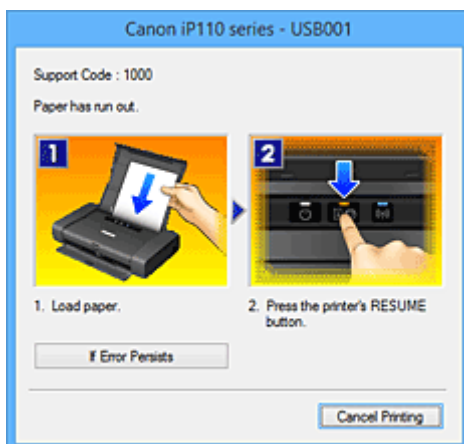 Canon iP110 series - USB001
Support Code : 1000
Paper has run out.
1
2
1. Load paper.
2. Press the printer's RESUME
button.
If Error Persists
Cancel Printing